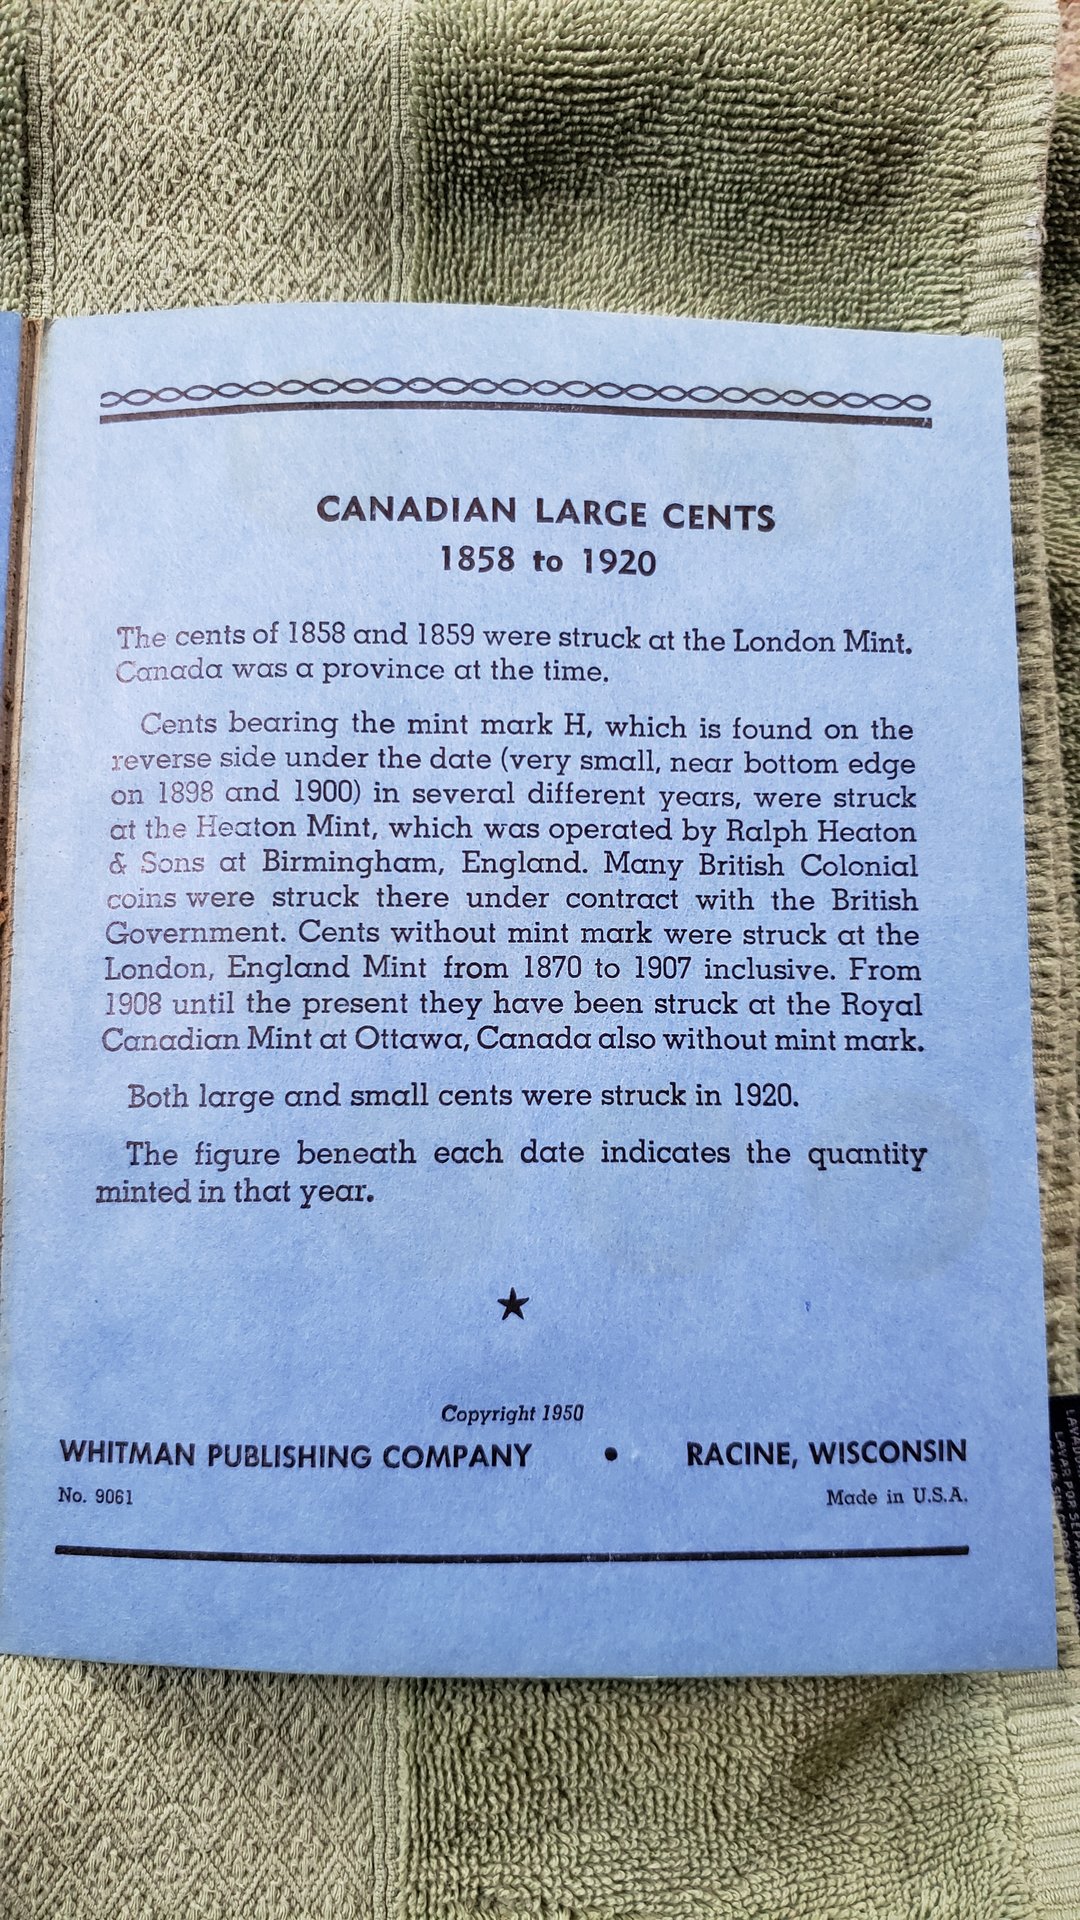 CANADIAN LARGE CENTS
1858 to 1920
The cents of 1858 and 1859 were struck at the London Mint.
Canada was a province at the time.
Cents bearing the mint mark H, which is found on the
reverse side under the date (very small, near bottom edge
on 1898 and 1900) in several different years, were struck
at the Heaton Mint, which was operated by Ralph Heaton
& Sons at Birmingham, England. Many British Colonial
coins were struck there under contract with the British
Government. Cents without mint mark were struck at the
London, England Mint from 1870 to 1907 inclusive. From
1908 until the present they have been struck at the Royal
Canadian Mint at Ottawa, Canada also without mint mark.
Both large and small cents were struck in 1920.
The figure beneath each date indicates the quantity
minted in that year.
Copyright 1950
WHITMAN PUBLISHING COMPANY • RACINE, WISCONSIN
No. 9061 Made in U.S.A.
LAVAR POR SEPA